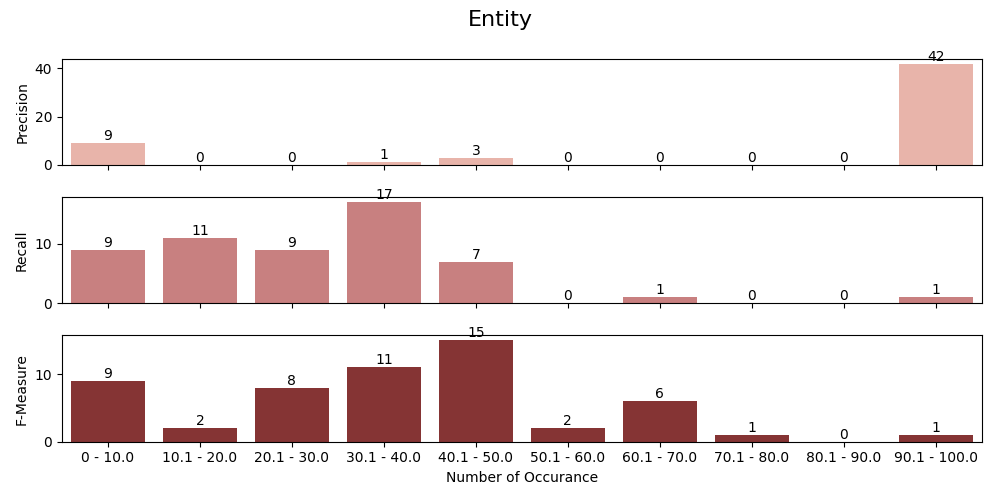 Entity
Precision
40
20
0
9 0 0 1 3 0 0 0 0 42
Recall
10
0
9 11 9 17 7 0 1 0 0 1
F-Measure
10
0
9 2 8 11 15 2 6 1 0 1
0 - 10.0 10.1 - 20.0 20.1 - 30.0 30.1 - 40.0 40.1 - 50.0 50.1 - 60.0 60.1 - 70.0 70.1 - 80.0 80.1 - 90.0 90.1 - 100.0
Number of Occurance